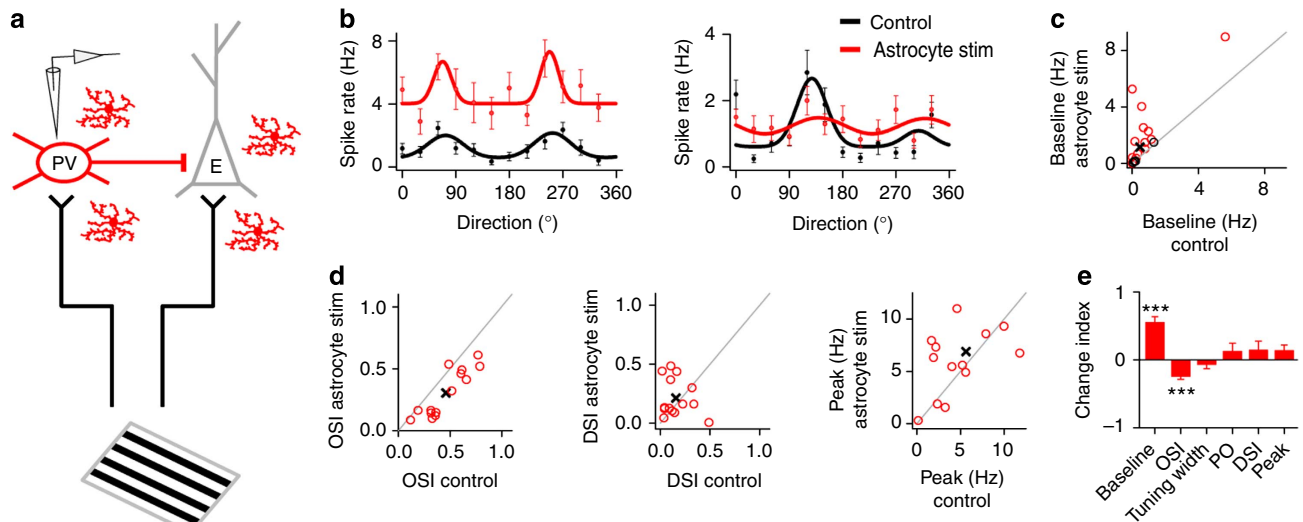 a
PV
E
b
Spike rate (Hz)
8
4
0
0
90
180
270
360
Direction (°)
Spike rate (Hz)
4
2
0
0
90
180
270
360
Direction (°)
Control
Astrocyte stim
c
Baseline (Hz)
astrocyte stim
8
4
0
0
4
8
Baseline (Hz)
control
d
OSI astrocyte stim
1.0
0.5
0.0
0.0
0.5
1.0
OSI control
DSI astrocyte stim
1.0
0.5
0.0
0.0
0.5
1.0
DSI control
Peak (Hz)
astrocyte stim
10
5
0
0
5
10
Peak (Hz)
control
e
Change index
1
0
−1
***
***
Baseline
OSI
Tuning width
PO
DSI
Peak